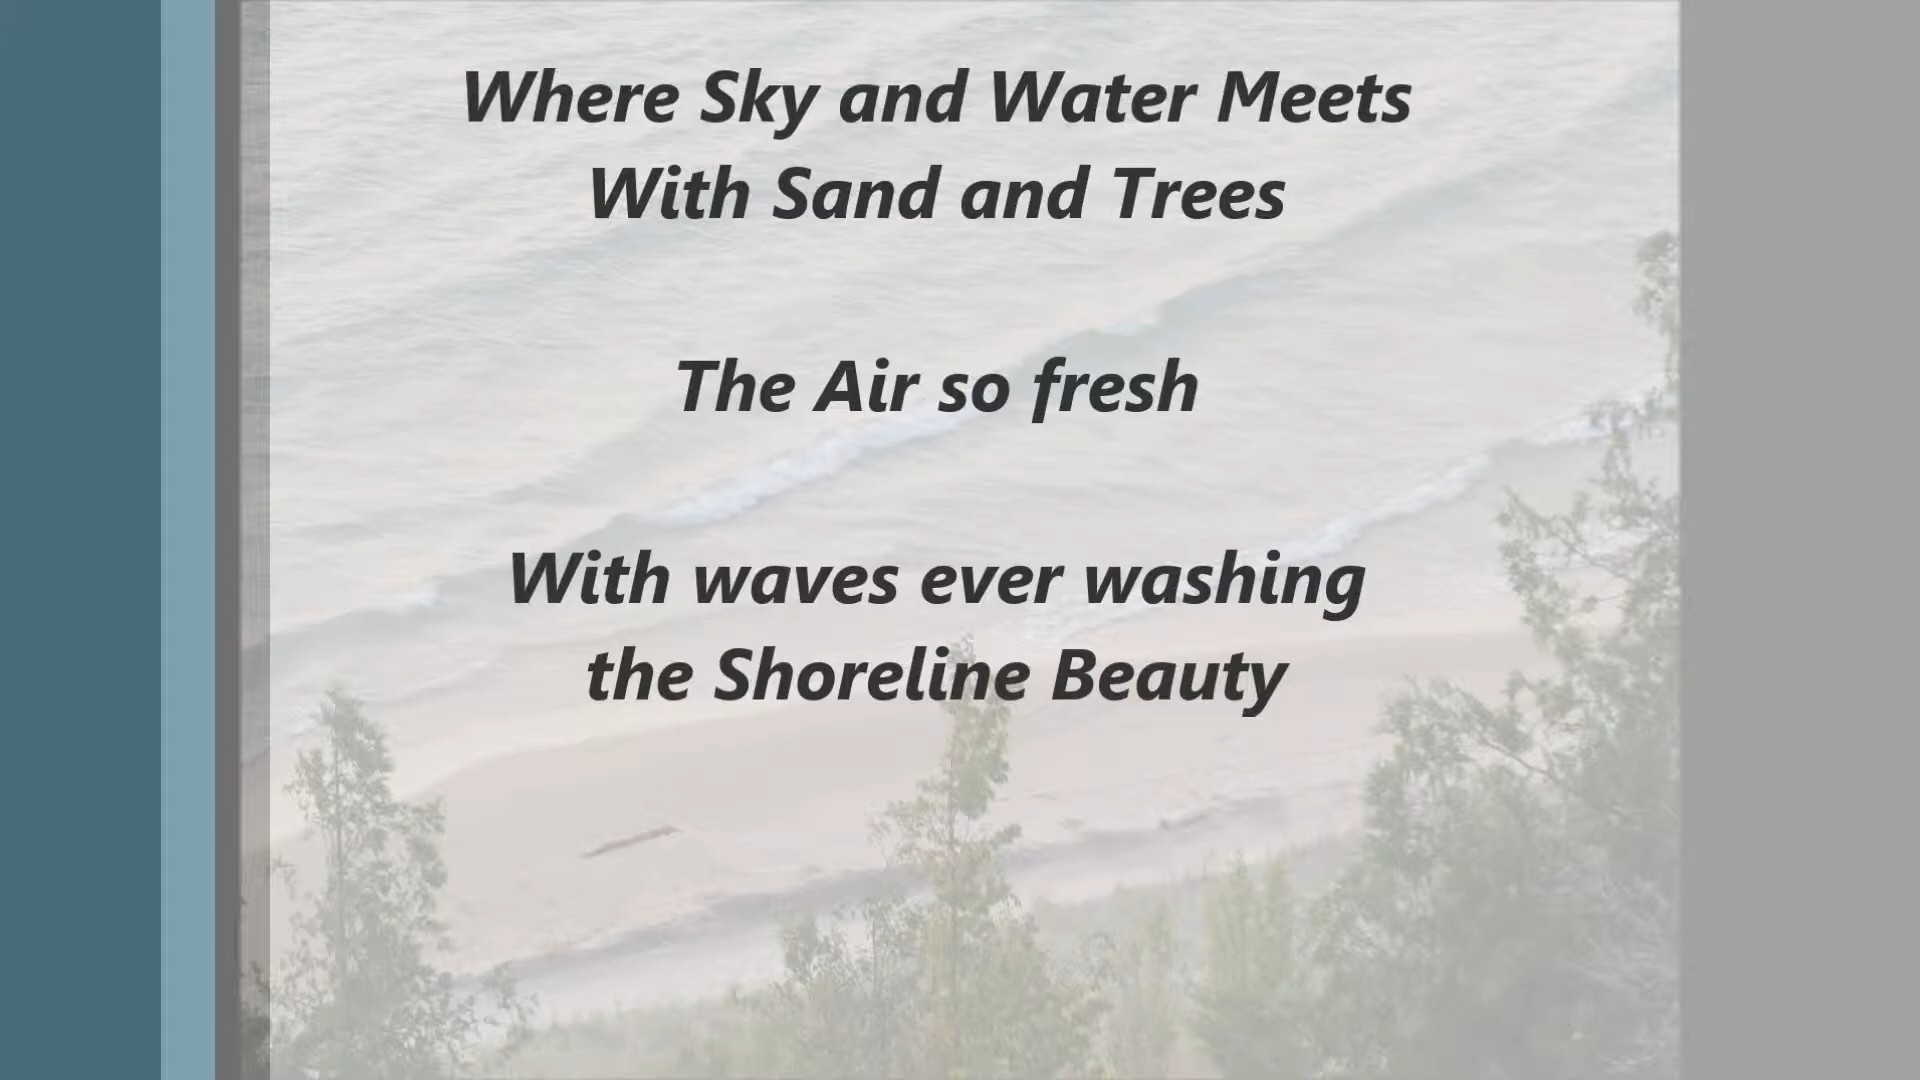 Where Sky and Water Meets
With Sand and Trees
The Air so fresh
With waves ever washing
the Shoreline Beauty